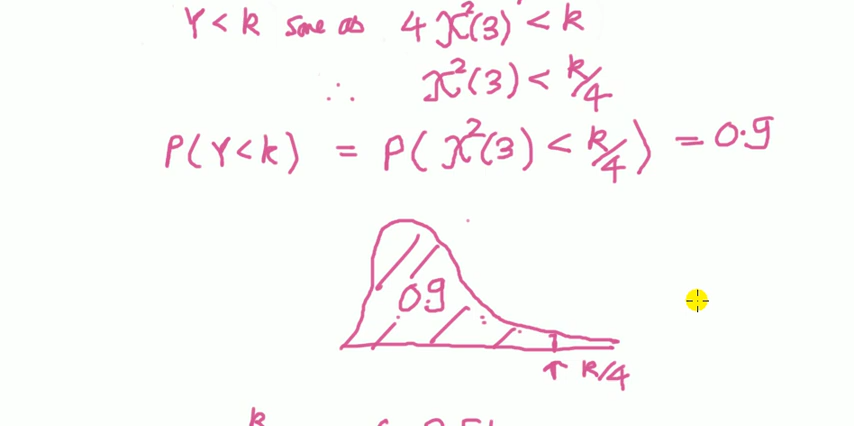 Y < k same as 4 χ²(3) < k
∴ χ²(3) < k/4
P(Y < k) = P( χ²(3) < k/4 ) = 0.9
0.9
↑ k/4
k